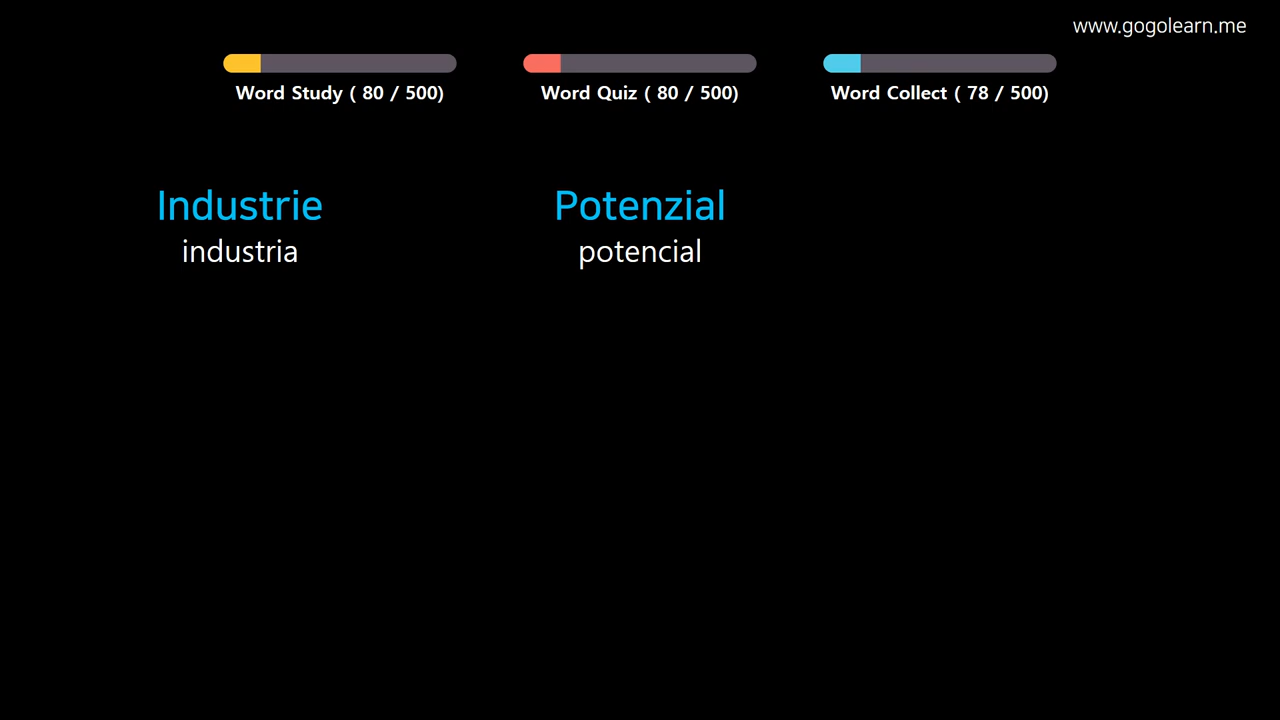 www.gogolearn.me
Word Study ( 80 / 500)
Word Quiz ( 80 / 500)
Word Collect ( 78 / 500)
Industrie
industria
Potenzial
potencial